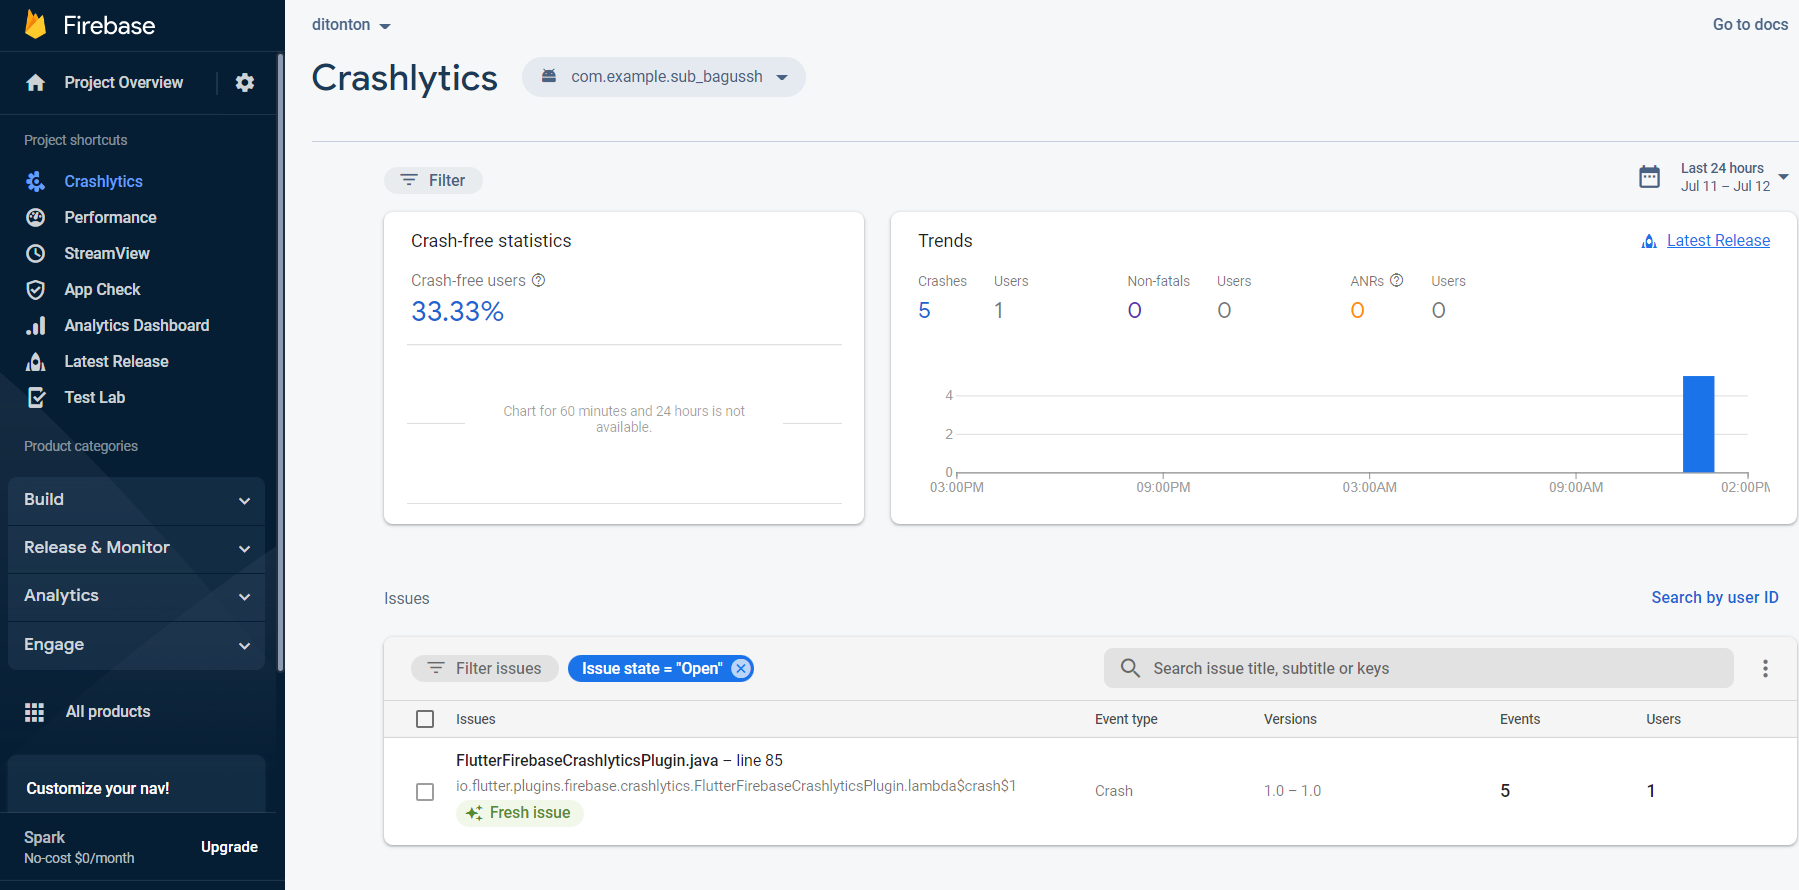 Firebase
Project Overview
Project shortcuts
Crashlytics
Performance
StreamView
App Check
Analytics Dashboard
Latest Release
Test Lab
Product categories
Build
Release & Monitor
Analytics
Engage
All products
Customize your nav!
Spark
No-cost $0/month
Upgrade
ditonton
Go to docs
Crashlytics
com.example.sub_bagussh
Filter
Last 24 hours
Jul 11 – Jul 12
Crash-free statistics
Crash-free users
33.33%
Chart for 60 minutes and 24 hours is not
available.
Trends
Latest Release
Crashes Users Non-fatals Users ANRs Users
5 1 0 0 0 0
4
2
0
03:00PM 09:00PM 03:00AM 09:00AM 02:00PM
Issues
Search by user ID
Filter issues
Issue state = "Open"
Search issue title, subtitle or keys
Issues Event type Versions Events Users
FlutterFirebaseCrashlyticsPlugin.java – line 85
io.flutter.plugins.firebase.crashlytics.FlutterFirebaseCrashlyticsPlugin.lambda$crash$1
Fresh issue
Crash 1.0 – 1.0 5 1